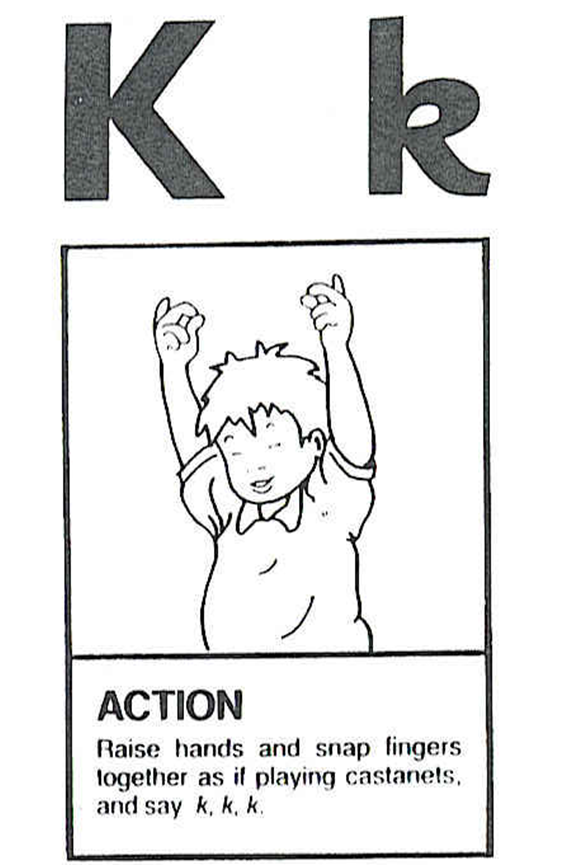 K k
ACTION
Raise hands and snap fingers
together as if playing castanets,
and say k, k, k.